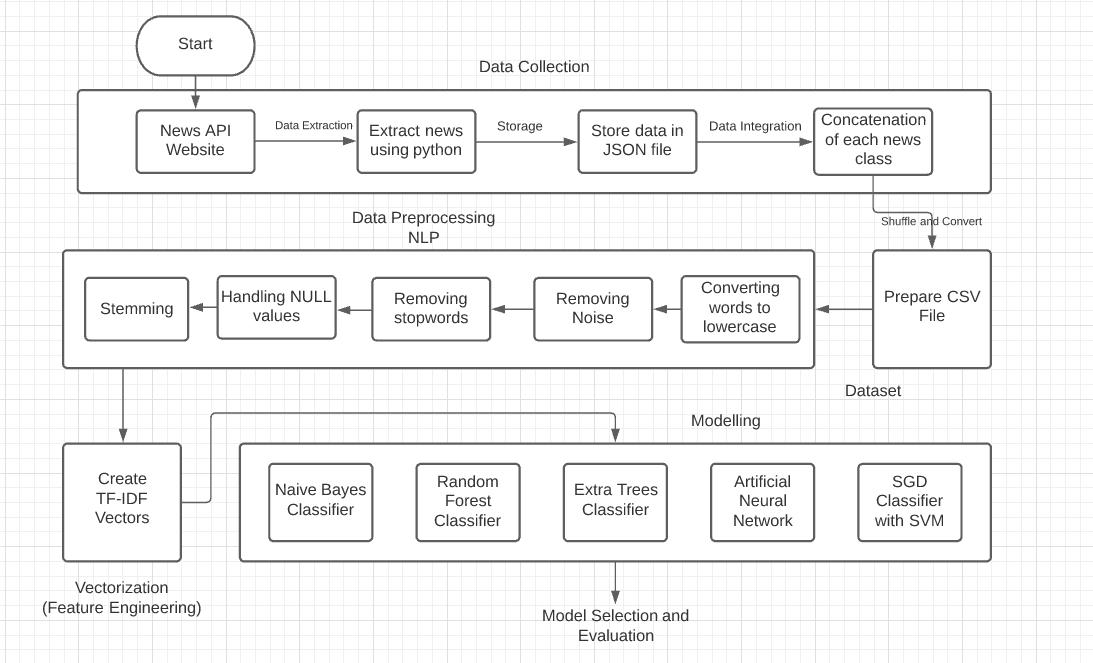 Start
Data Collection
News API
Website
Data Extraction
Extract news
using python
Storage
Store data in
JSON file
Data Integration
Concatenation
of each news
class
Shuffle and Convert
Data Preprocessing
NLP
Stemming
Handling NULL
values
Removing
stopwords
Removing
Noise
Converting
words to
lowercase
Prepare CSV
File
Dataset
Modelling
Create
TF-IDF
Vectors
Naive Bayes
Classifier
Random
Forest
Classifier
Extra Trees
Classifier
Artificial
Neural
Network
SGD
Classifier
with SVM
Vectorization
(Feature Engineering)
Model Selection and
Evaluation